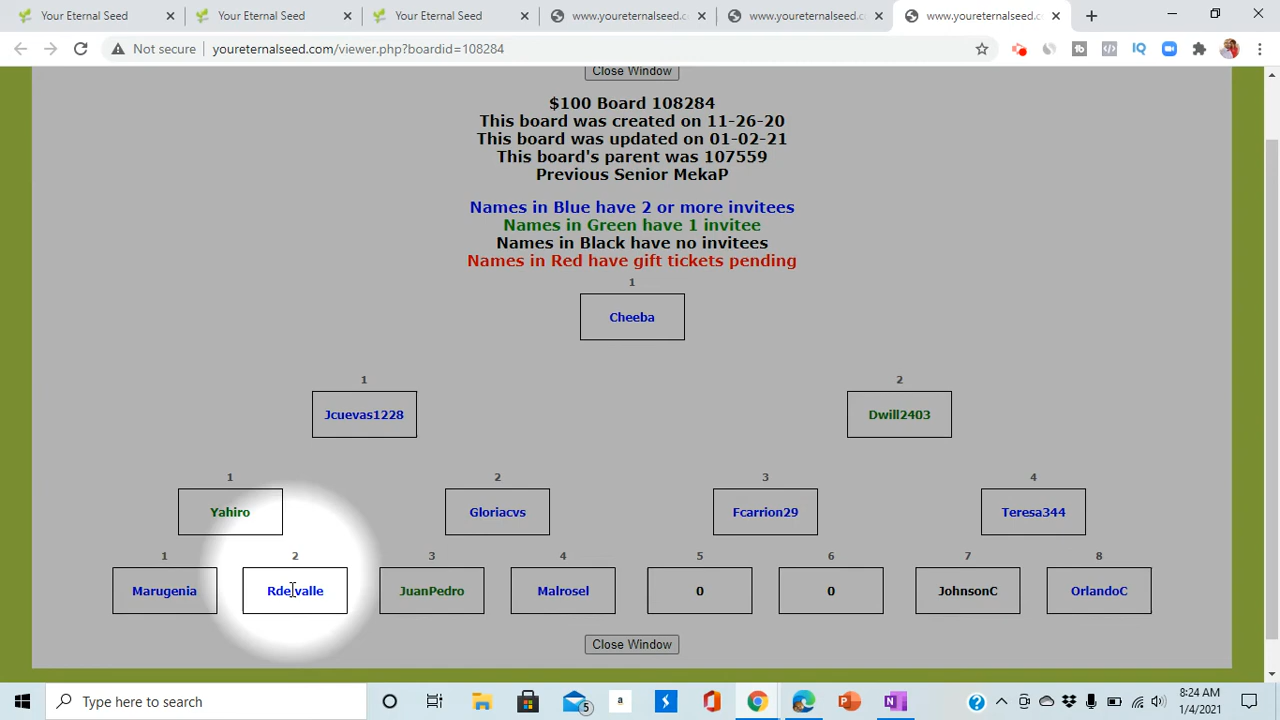 Your Eternal Seed
Your Eternal Seed
Your Eternal Seed
www.youreternalseed.c
www.youreternalseed.c
www.youreternalseed.c
Not secure
youreternalseed.com/viewer.php?boardid=108284
IQ
Close Window
$100 Board 108284
This board was created on 11-26-20
This board was updated on 01-02-21
This board's parent was 107559
Previous Senior MekaP
Names in Blue have 2 or more invitees
Names in Green have 1 invitee
Names in Black have no invitees
Names in Red have gift tickets pending
1
Cheeba
1 2
Jcuevas1228 Dwill2403
1 2 3 4
Yahiro Gloriacvs Fcarrion29 Teresa344
1 2 3 4 5 6 7 8
Marugenia Rdelvalle JuanPedro Malrosel 0 0 JohnsonC OrlandoC
Close Window
Type here to search
a
5
8:24 AM
1/4/2021